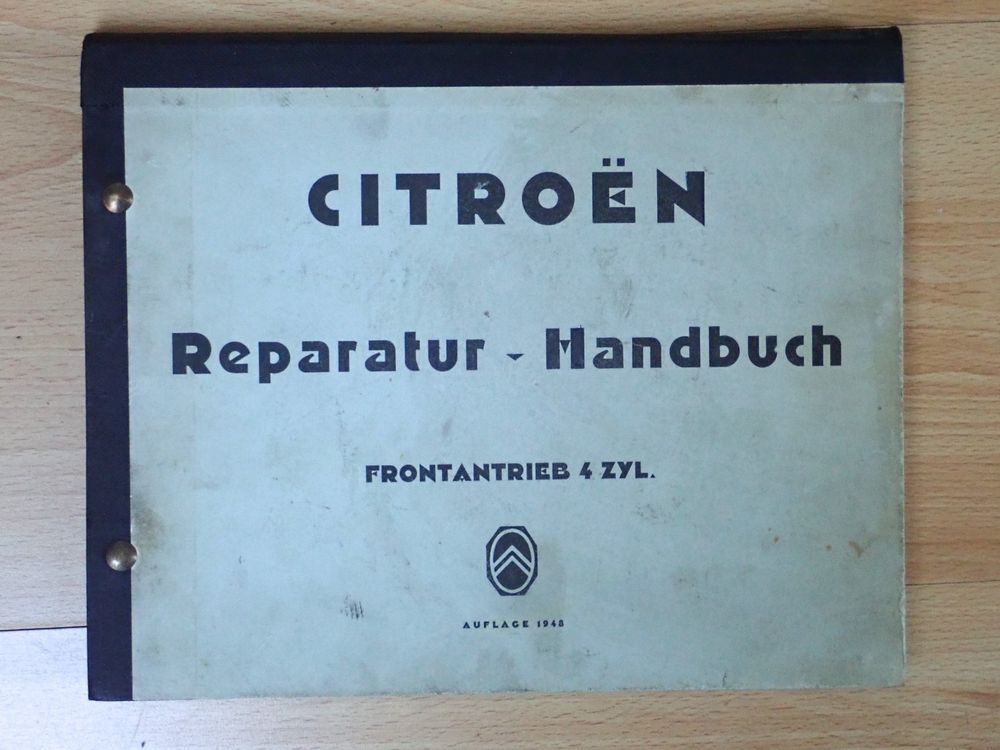 CITROËN
Reparatur - Handbuch
FRONTANTRIEB 4 ZYL.
AUFLAGE 1948